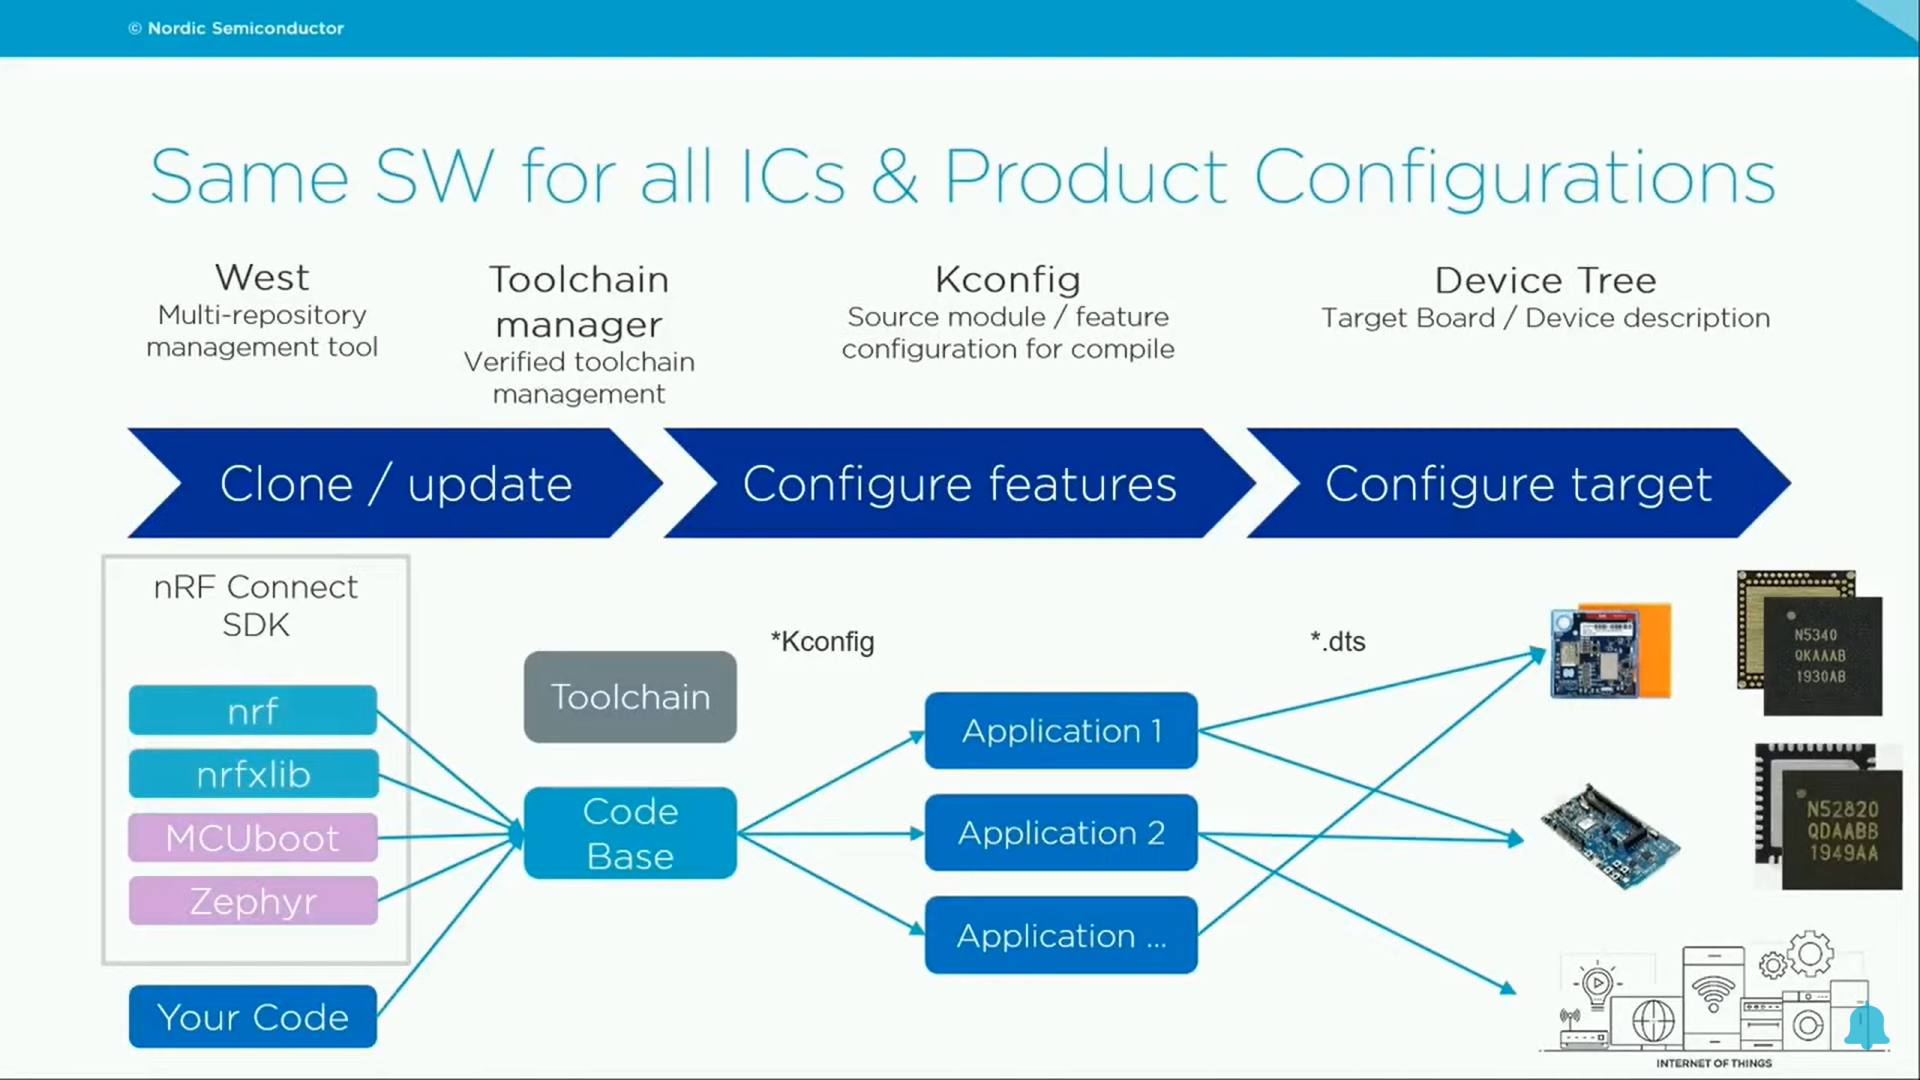 © Nordic Semiconductor
Same SW for all ICs & Product Configurations
West
Multi-repository
management tool
Toolchain
manager
Verified toolchain
management
Kconfig
Source module / feature
configuration for compile
Device Tree
Target Board / Device description
Clone / update
Configure features
Configure target
nRF Connect
SDK
nrf
nrfxlib
MCUboot
Zephyr
Your Code
Toolchain
Code
Base
*Kconfig
Application 1
Application 2
Application ...
*.dts
N5340
QKAAAB
1930AB
N52820
QDAABB
1949AA
INTERNET OF THINGS